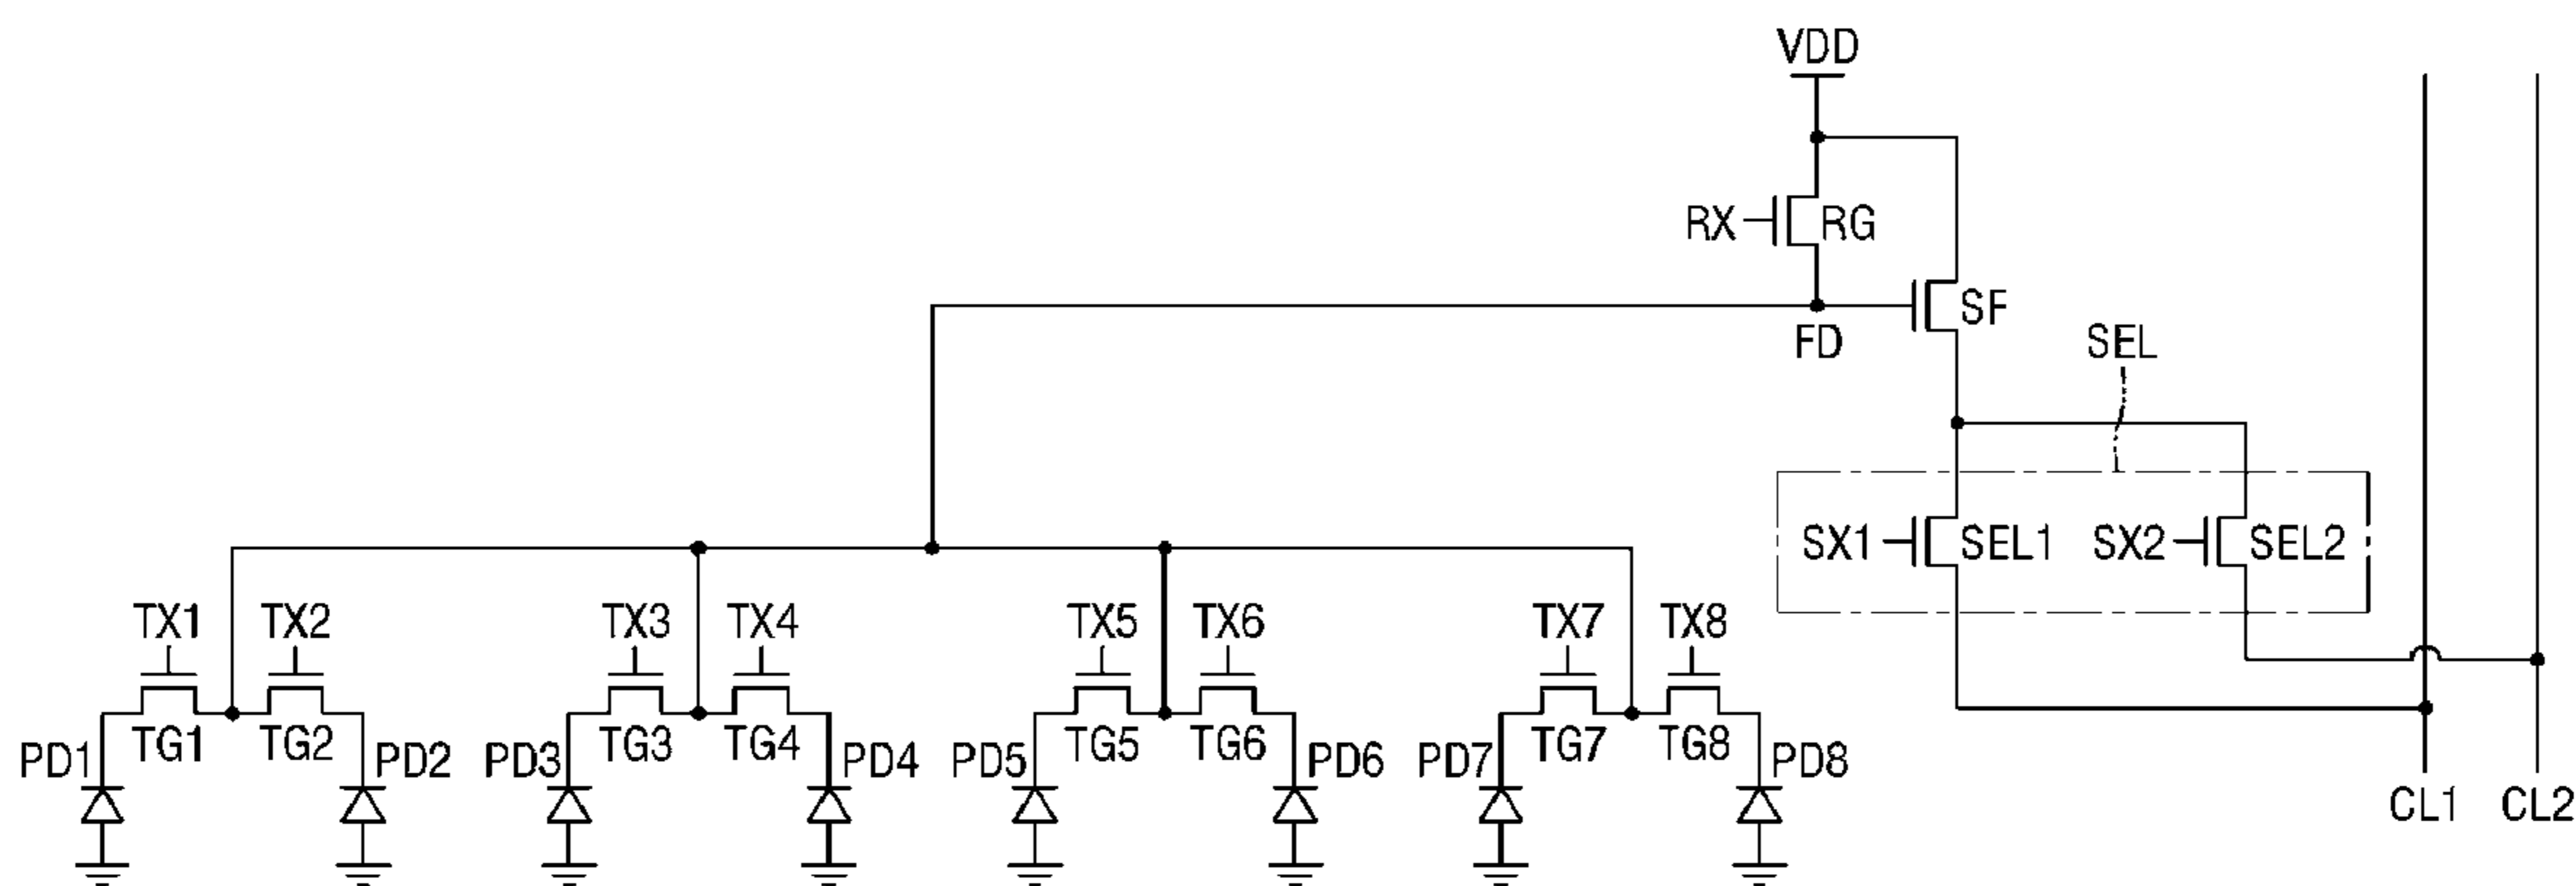 VDD
RX RG
SF
FD
SEL
SX1 SEL1 SX2 SEL2
TX1 TX2 TX3 TX4 TX5 TX6 TX7 TX8
TG1 TG2 TG3 TG4 TG5 TG6 TG7 TG8
PD1 PD2 PD3 PD4 PD5 PD6 PD7 PD8
CL1 CL2